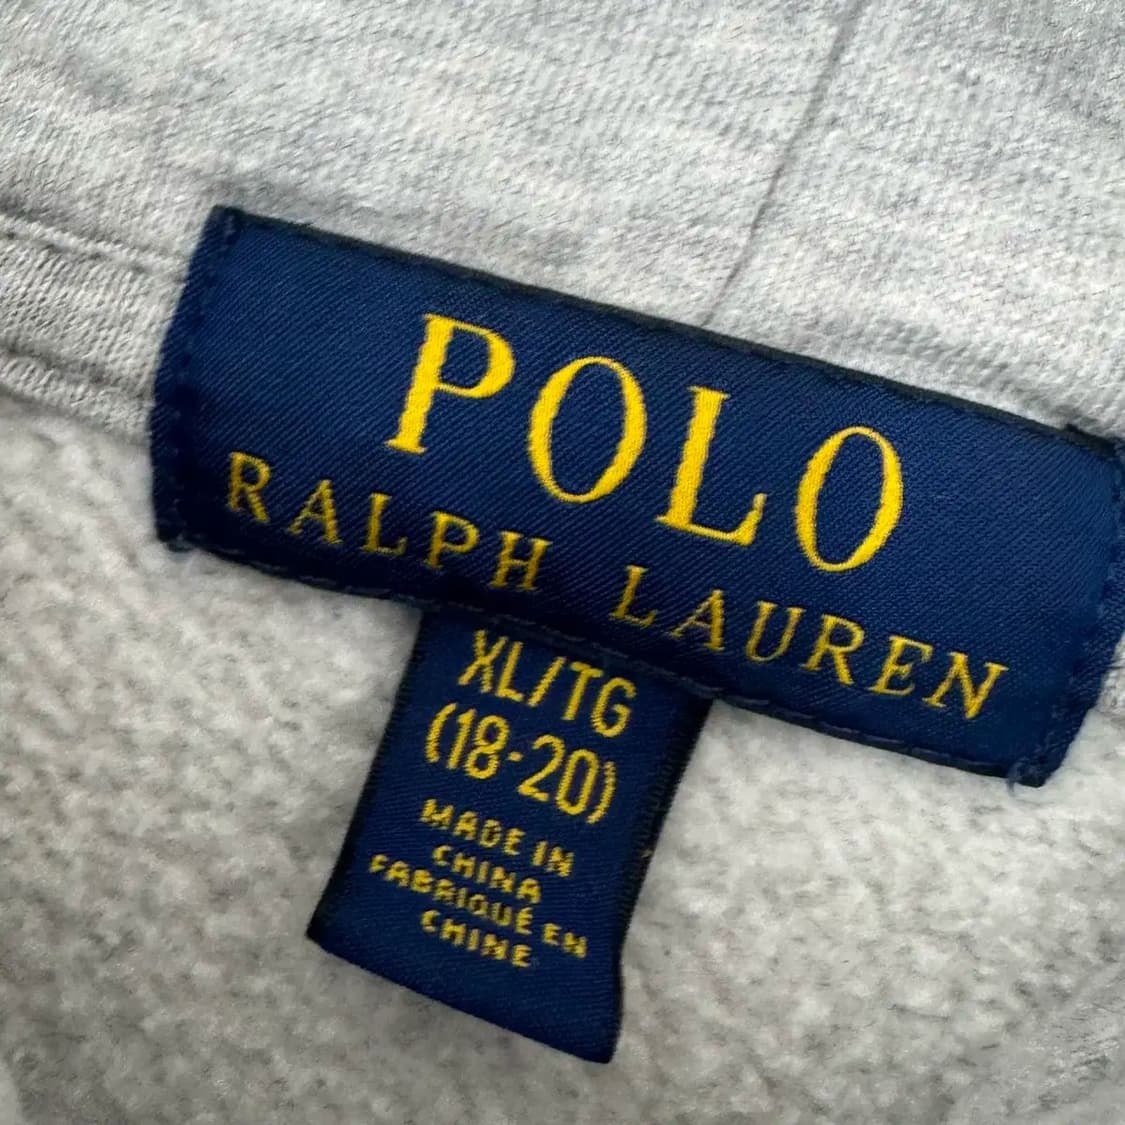 POLO
RALPH LAUREN
XL/TG
(18-20)
MADE IN
CHINA
FABRIQUÉ EN
CHINE